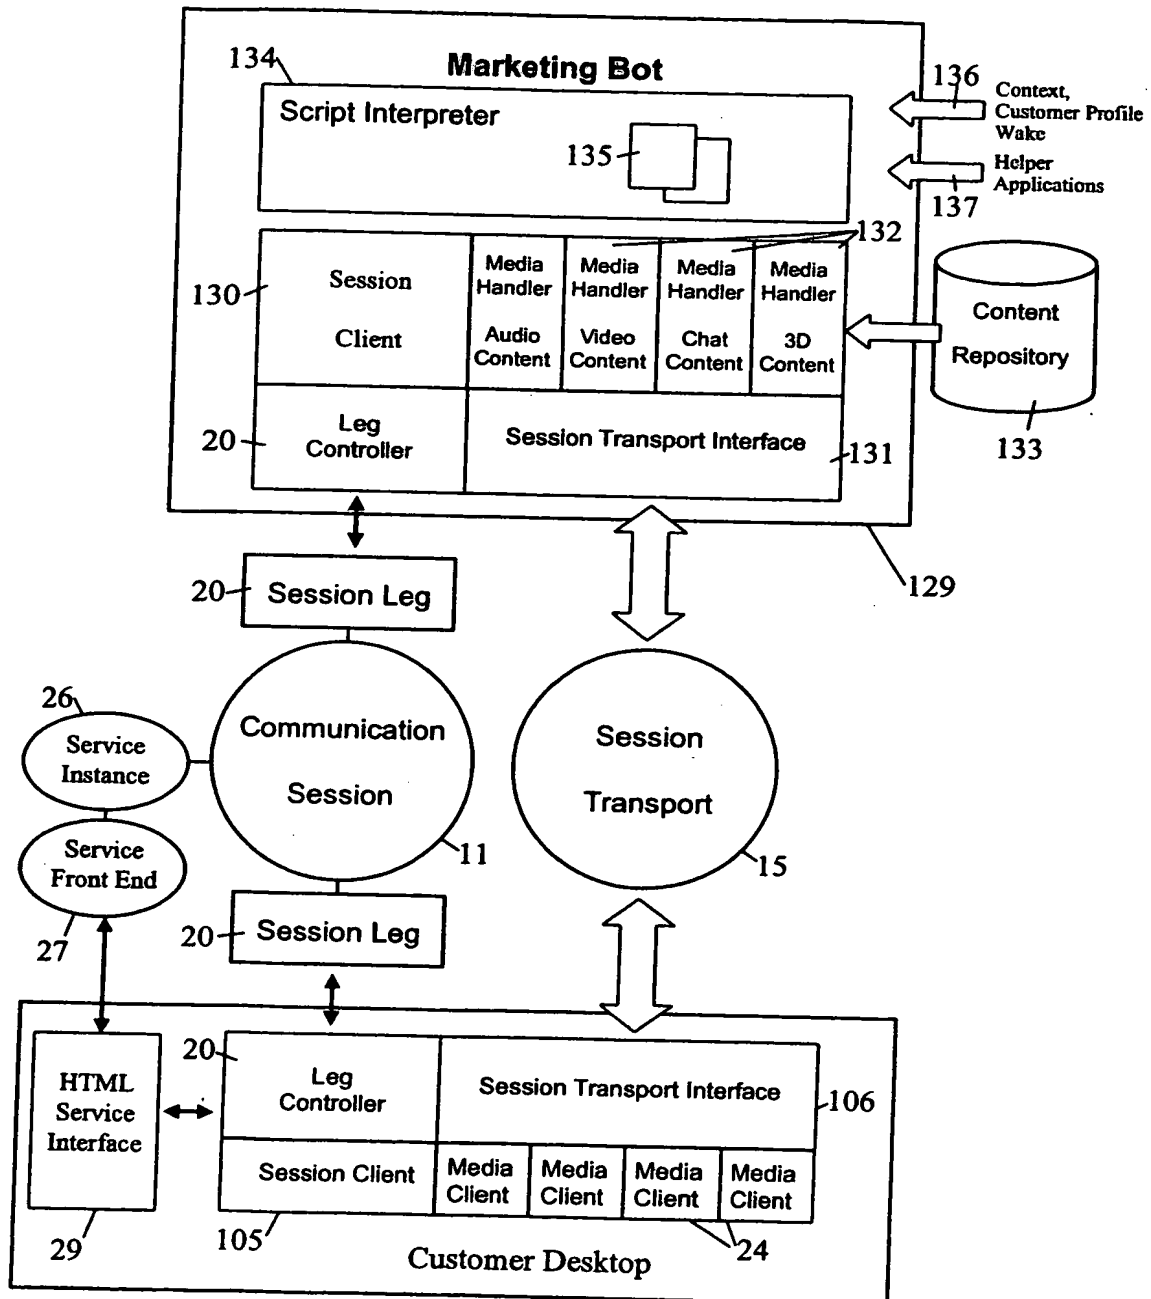 Marketing Bot
134
Script Interpreter
135
136
Context,
Customer Profile
Wake
Helper
Applications
137
130
Session
Client
Media
Handler
Audio
Content
Media
Handler
Video
Content
Media
Handler
Chat
Content
Media
Handler
3D
Content
132
Content
Repository
133
20
Leg
Controller
Session Transport Interface
131
129
20
Session Leg
26
Service
Instance
Communication
Session
11
Session
Transport
15
Service
Front End
27
20
Session Leg
HTML
Service
Interface
29
20
Leg
Controller
Session Transport Interface
106
Session Client
105
Media
Client
Media
Client
Media
Client
Media
Client
24
Customer Desktop